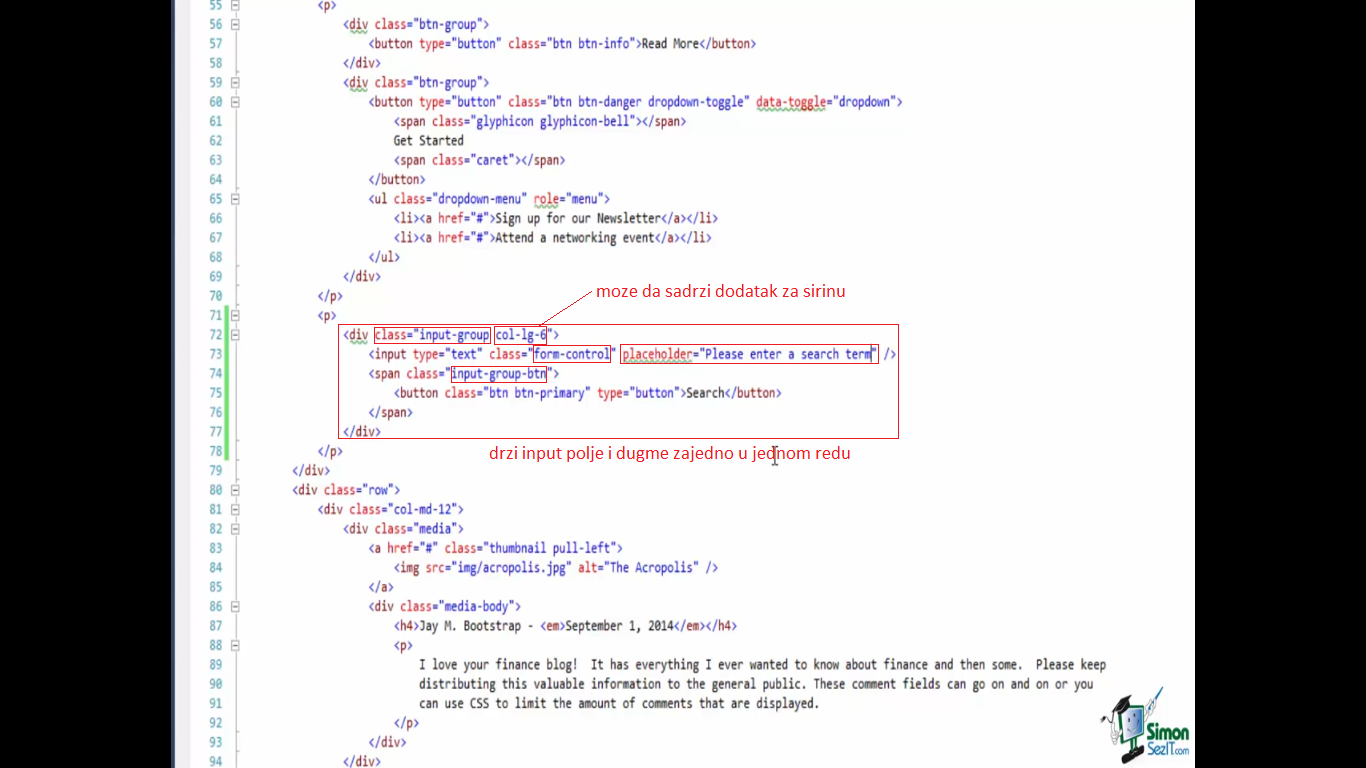 55 <p>
56 <div class="btn-group">
57 <button type="button" class="btn btn-info">Read More</button>
58 </div>
59 <div class="btn-group">
60 <button type="button" class="btn btn-danger dropdown-toggle" data-toggle="dropdown">
61 <span class="glyphicon glyphicon-bell"></span>
62 Get Started
63 <span class="caret"></span>
64 </button>
65 <ul class="dropdown-menu" role="menu">
66 <li><a href="#">Sign up for our Newsletter</a></li>
67 <li><a href="#">Attend a networking event</a></li>
68 </ul>
69 </div>
moze da sadrzi dodatak za sirinu
70 </p>
71 <p>
72 <div class="input-group col-lg-6">
73 <input type="text" class="form-control" placeholder="Please enter a search term" />
74 <span class="input-group-btn">
75 <button class="btn btn-primary" type="button">Search</button>
76 </span>
77 </div>
78 </p>
drzi input polje i dugme zajedno u jednom redu
79 </div>
80 <div class="row">
81 <div class="col-md-12">
82 <div class="media">
83 <a href="#" class="thumbnail pull-left">
84 <img src="img/acropolis.jpg" alt="The Acropolis" />
85 </a>
86 <div class="media-body">
87 <h4>Jay M. Bootstrap - <em>September 1, 2014</em></h4>
88 <p>
89 I love your finance blog! It has everything I ever wanted to know about finance and then some. Please keep
90 distributing this valuable information to the general public. These comment fields can go on and on or you
91 can use CSS to limit the amount of comments that are displayed.
92 </p>
93 </div>
94 </div>
Simon
SezIT.com